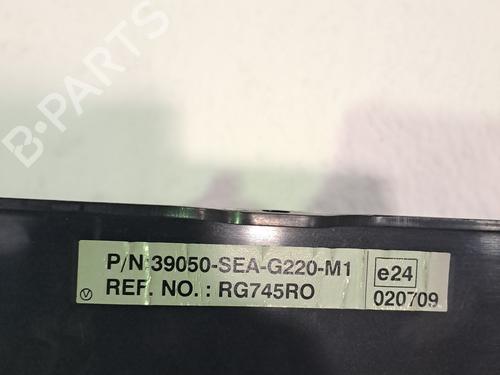 B-PARTS
P/N 39050-SEA-G220-M1
e24
REF. NO. : RG745RO
020709
V